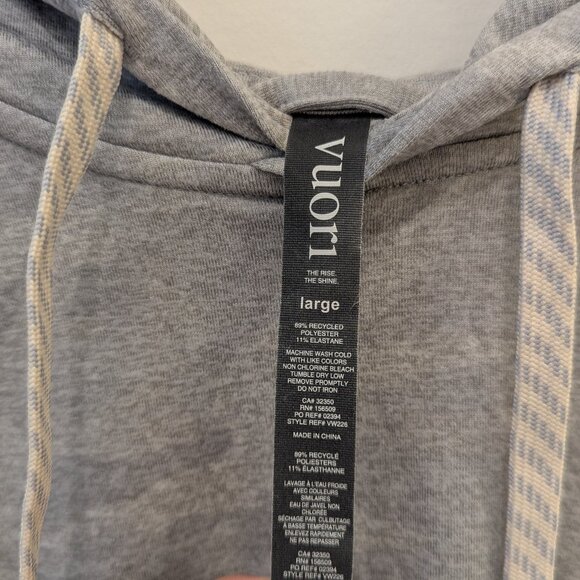 vuori
THE RISE.
THE SHINE.
large
89% RECYCLED
POLYESTER
11% ELASTANE
MACHINE WASH COLD
WITH LIKE COLORS
NON CHLORINE BLEACH
TUMBLE DRY LOW
REMOVE PROMPTLY
DO NOT IRON
CA# 32350
RN# 156509
PO REF# 02394
STYLE REF# VW226
MADE IN CHINA
89% RECYCLÉ
POLIESTERS
11% ÉLASTHANNE
LAVAGE À L'EAU FROIDE
AVEC COULEURS
SIMILAIRES
EAU DE JAVEL NON
CHLORÉE
SÉCHAGE PAR CULBUTAGE
À BASSE TEMPÉRATURE
ENLEVEZ RAPIDEMENT
NE PAS REPASSER
CA# 32350
RN# 156509
PO REF# 02394
STYLE REF# VW226